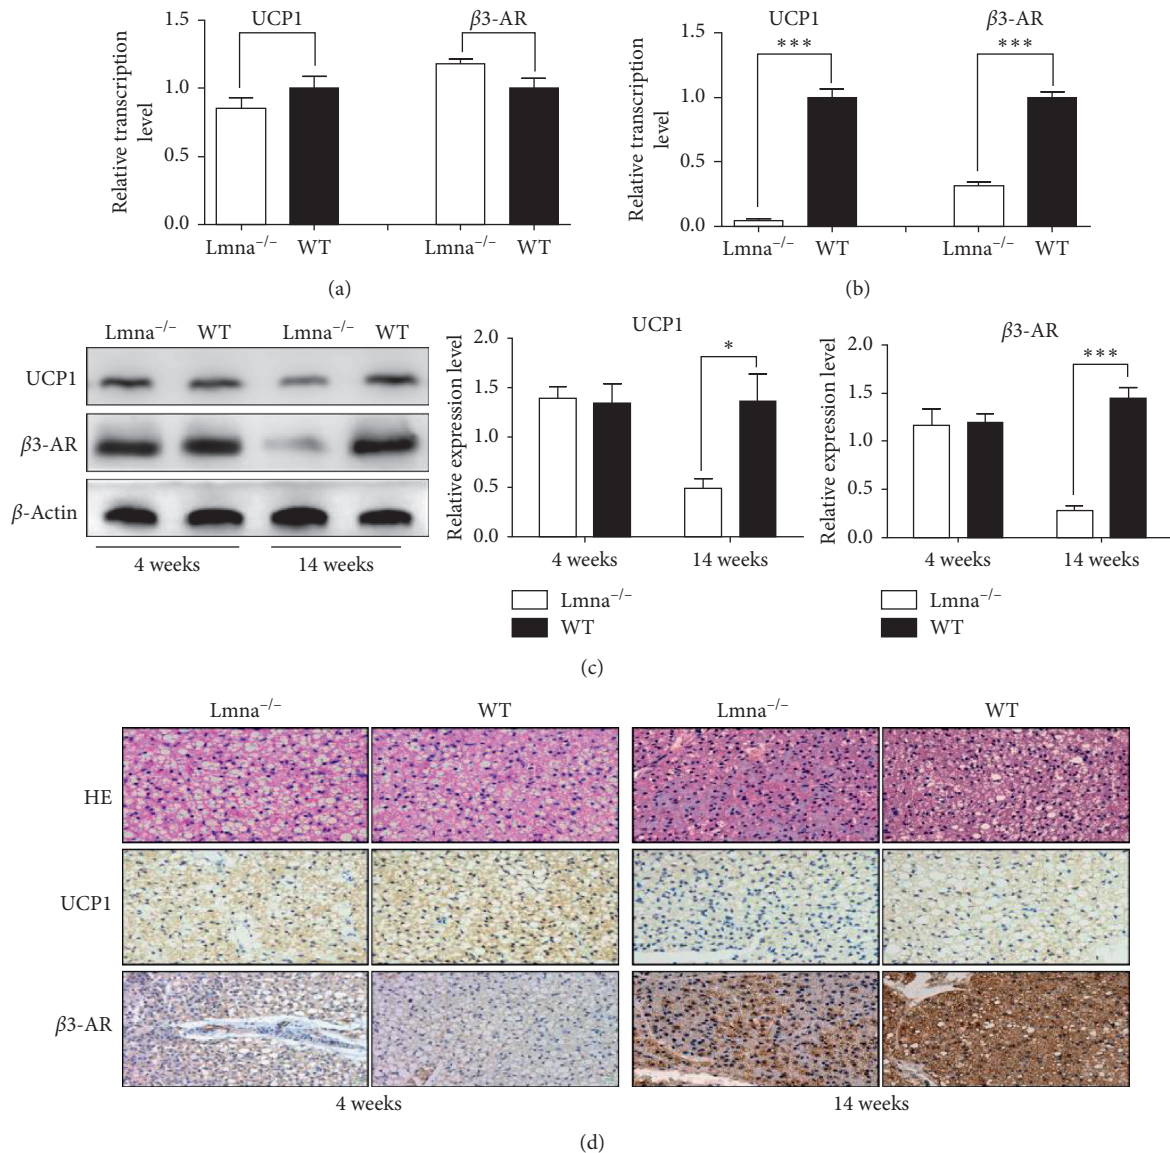 UCP1
β3-AR
Relative transcription
level
1.5
1.0
0.5
0.0
Lmna⁻/⁻ WT
Lmna⁻/⁻ WT
(a)
UCP1
β3-AR
***
***
Relative transcription
level
1.5
1.0
0.5
0.0
Lmna⁻/⁻ WT
Lmna⁻/⁻ WT
(b)
Lmna⁻/⁻ WT Lmna⁻/⁻ WT
UCP1
β3-AR
β-Actin
4 weeks 14 weeks
UCP1
*
Relative expression level
2.0
1.5
1.0
0.5
0.0
4 weeks 14 weeks
Lmna⁻/⁻
WT
β3-AR
***
Relative expression level
2.0
1.5
1.0
0.5
0.0
4 weeks 14 weeks
Lmna⁻/⁻
WT
(c)
Lmna⁻/⁻ WT Lmna⁻/⁻ WT
HE
UCP1
β3-AR
4 weeks 14 weeks
(d)